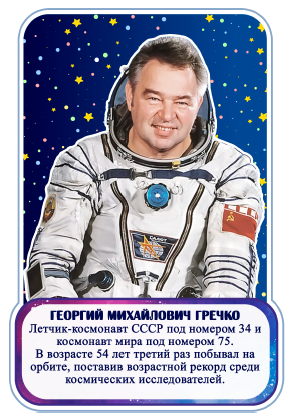 ГЕОРГИЙ МИХАЙЛОВИЧ ГРЕЧКО
Летчик-космонавт СССР под номером 34 и
космонавт мира под номером 75.
В возрасте 54 лет третий раз побывал на
орбите, поставив возрастной рекорд среди
космических исследователей.